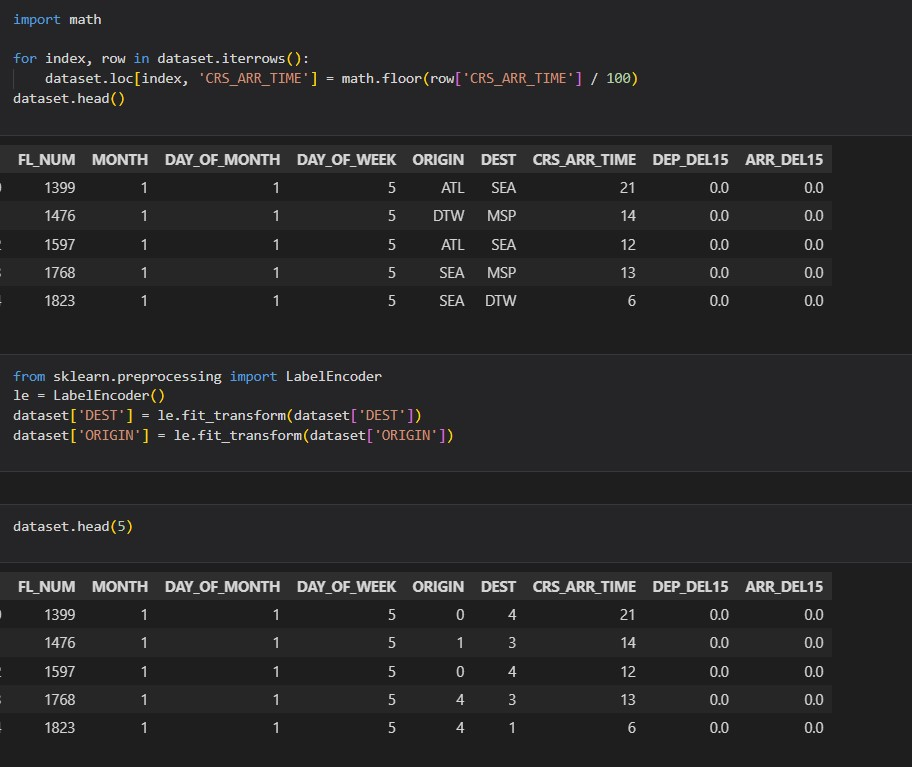 import math
for index, row in dataset.iterrows():
dataset.loc[index, 'CRS_ARR_TIME'] = math.floor(row['CRS_ARR_TIME'] / 100)
dataset.head()
FL_NUM MONTH DAY_OF_MONTH DAY_OF_WEEK ORIGIN DEST CRS_ARR_TIME DEP_DEL15 ARR_DEL15
1399 1 1 5 ATL SEA 21 0.0 0.0
1476 1 1 5 DTW MSP 14 0.0 0.0
1597 1 1 5 ATL SEA 12 0.0 0.0
1768 1 1 5 SEA MSP 13 0.0 0.0
1823 1 1 5 SEA DTW 6 0.0 0.0
from sklearn.preprocessing import LabelEncoder
le = LabelEncoder()
dataset['DEST'] = le.fit_transform(dataset['DEST'])
dataset['ORIGIN'] = le.fit_transform(dataset['ORIGIN'])
dataset.head(5)
FL_NUM MONTH DAY_OF_MONTH DAY_OF_WEEK ORIGIN DEST CRS_ARR_TIME DEP_DEL15 ARR_DEL15
1399 1 1 5 0 4 21 0.0 0.0
1476 1 1 5 1 3 14 0.0 0.0
1597 1 1 5 0 4 12 0.0 0.0
1768 1 1 5 4 3 13 0.0 0.0
1823 1 1 5 4 1 6 0.0 0.0